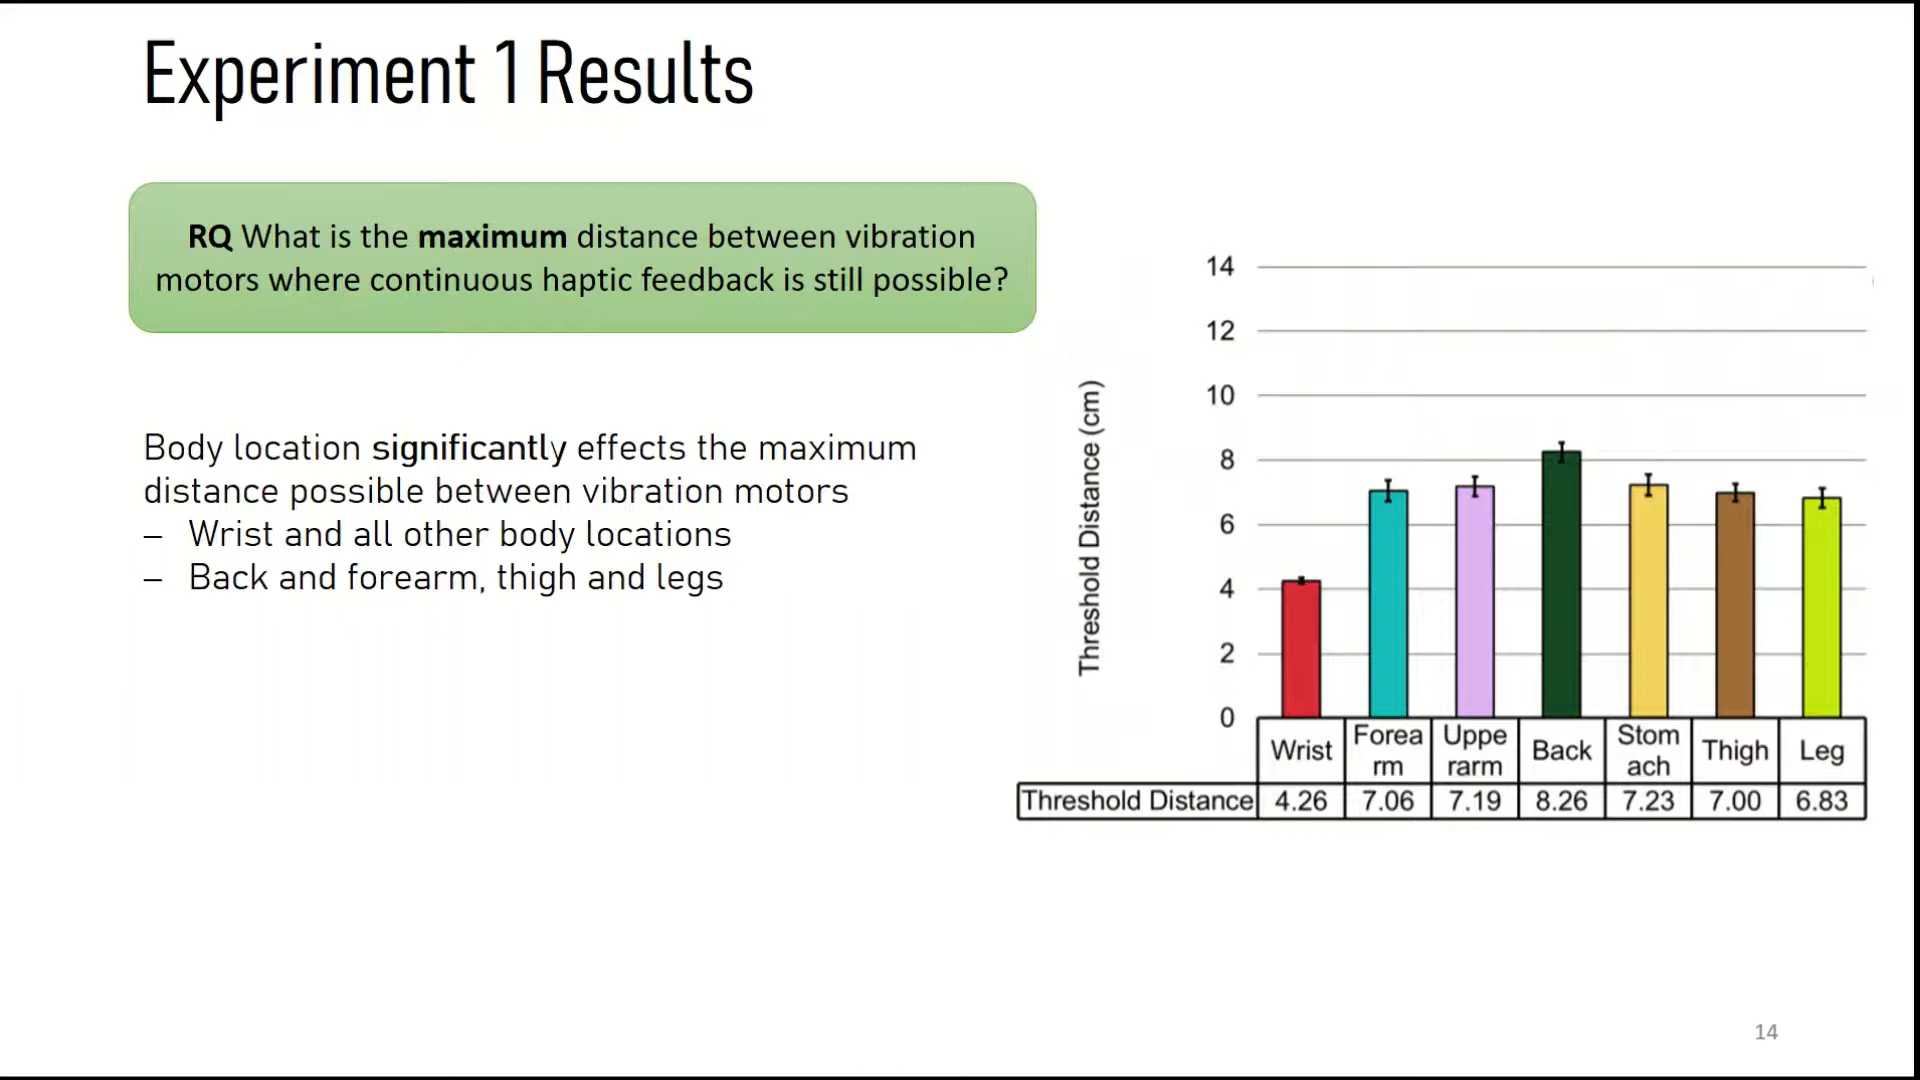 Experiment 1 Results
RQ What is the maximum distance between vibration
motors where continuous haptic feedback is still possible?
Body location significantly effects the maximum
distance possible between vibration motors
– Wrist and all other body locations
– Back and forearm, thigh and legs
Threshold Distance (cm)
14
12
10
8
6
4
2
0
Wrist
Forea
rm
Uppe
rarm
Back
Stom
ach
Thigh
Leg
Threshold Distance 4.26 7.06 7.19 8.26 7.23 7.00 6.83
14